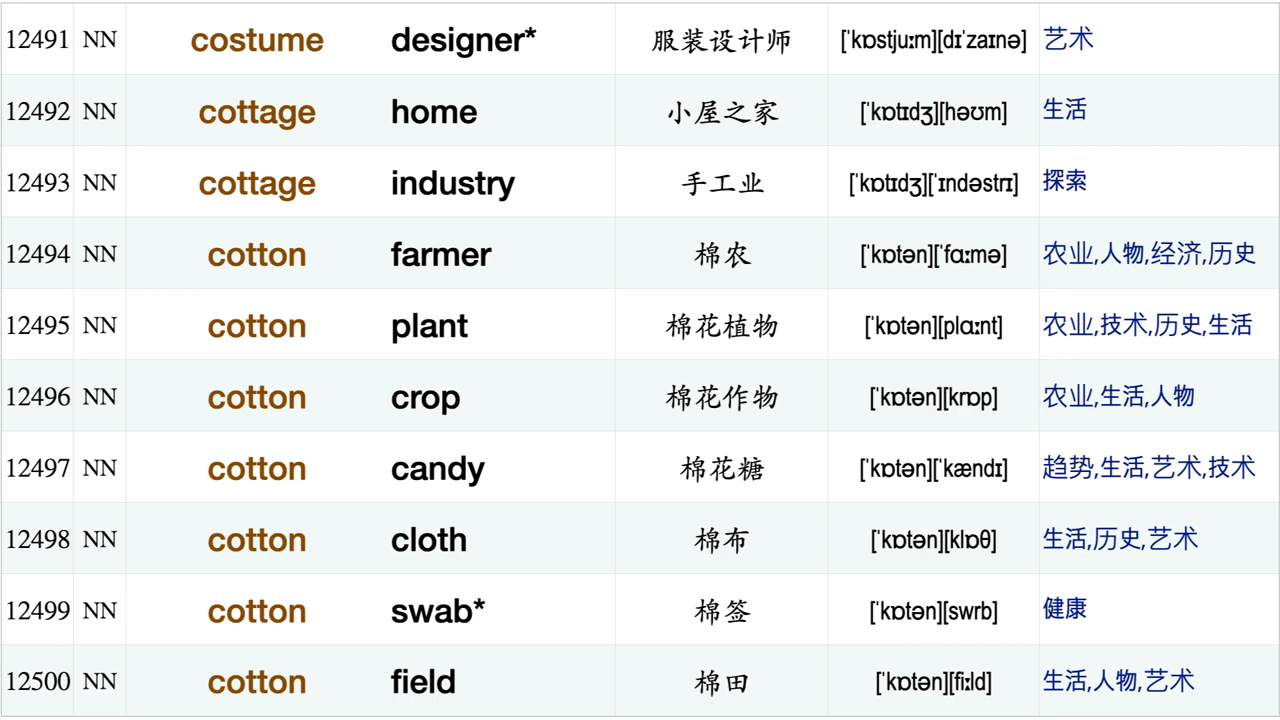 12491 NN costume designer* 服装设计师 [ˈkɒstjuːm][dɪˈzaɪnə] 艺术
12492 NN cottage home 小屋之家 [ˈkɒtɪdʒ][həʊm] 生活
12493 NN cottage industry 手工业 [ˈkɒtɪdʒ][ˈɪndəstrɪ] 探索
12494 NN cotton farmer 棉农 [ˈkɒtən][ˈfɑːmə] 农业,人物,经济,历史
12495 NN cotton plant 棉花植物 [ˈkɒtən][plɑːnt] 农业,技术,历史,生活
12496 NN cotton crop 棉花作物 [ˈkɒtən][krɒp] 农业,生活,人物
12497 NN cotton candy 棉花糖 [ˈkɒtən][ˈkændɪ] 趋势,生活,艺术,技术
12498 NN cotton cloth 棉布 [ˈkɒtən][klɒθ] 生活,历史,艺术
12499 NN cotton swab* 棉签 [ˈkɒtən][swrb] 健康
12500 NN cotton field 棉田 [ˈkɒtən][fiːld] 生活,人物,艺术